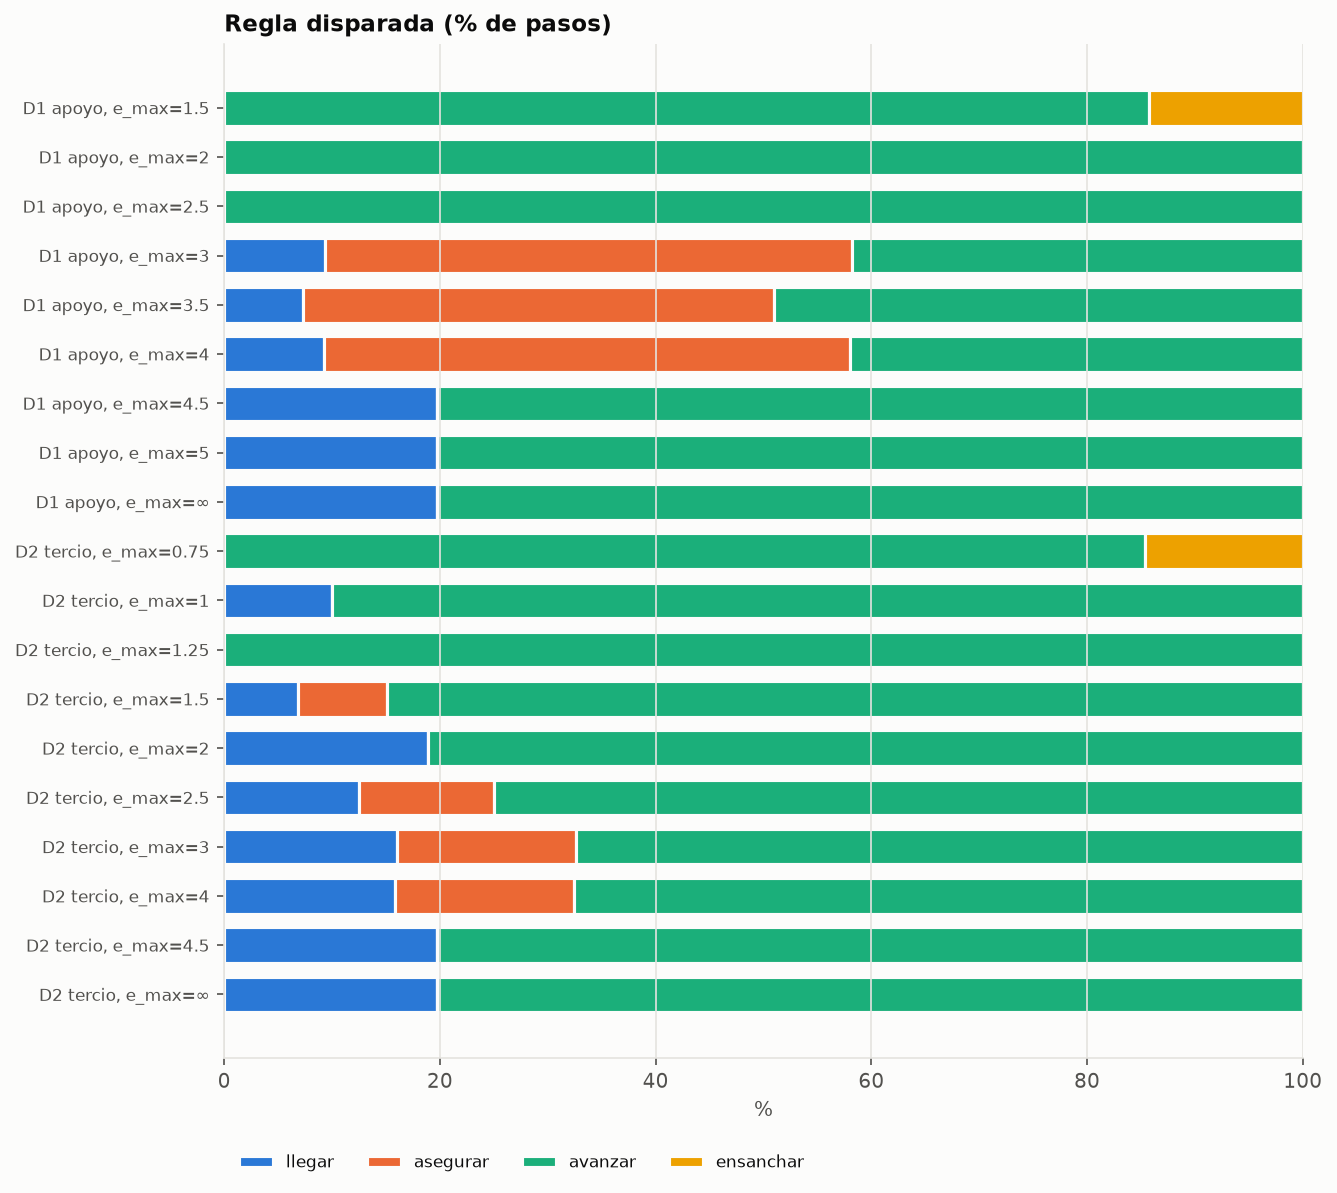 Regla disparada (% de pasos)
D1 apoyo, e_max=1.5
D1 apoyo, e_max=2
D1 apoyo, e_max=2.5
D1 apoyo, e_max=3
D1 apoyo, e_max=3.5
D1 apoyo, e_max=4
D1 apoyo, e_max=4.5
D1 apoyo, e_max=5
D1 apoyo, e_max=∞
D2 tercio, e_max=0.75
D2 tercio, e_max=1
D2 tercio, e_max=1.25
D2 tercio, e_max=1.5
D2 tercio, e_max=2
D2 tercio, e_max=2.5
D2 tercio, e_max=3
D2 tercio, e_max=4
D2 tercio, e_max=4.5
D2 tercio, e_max=∞
0 20 40 60 80 100
%
llegar asegurar avanzar ensanchar